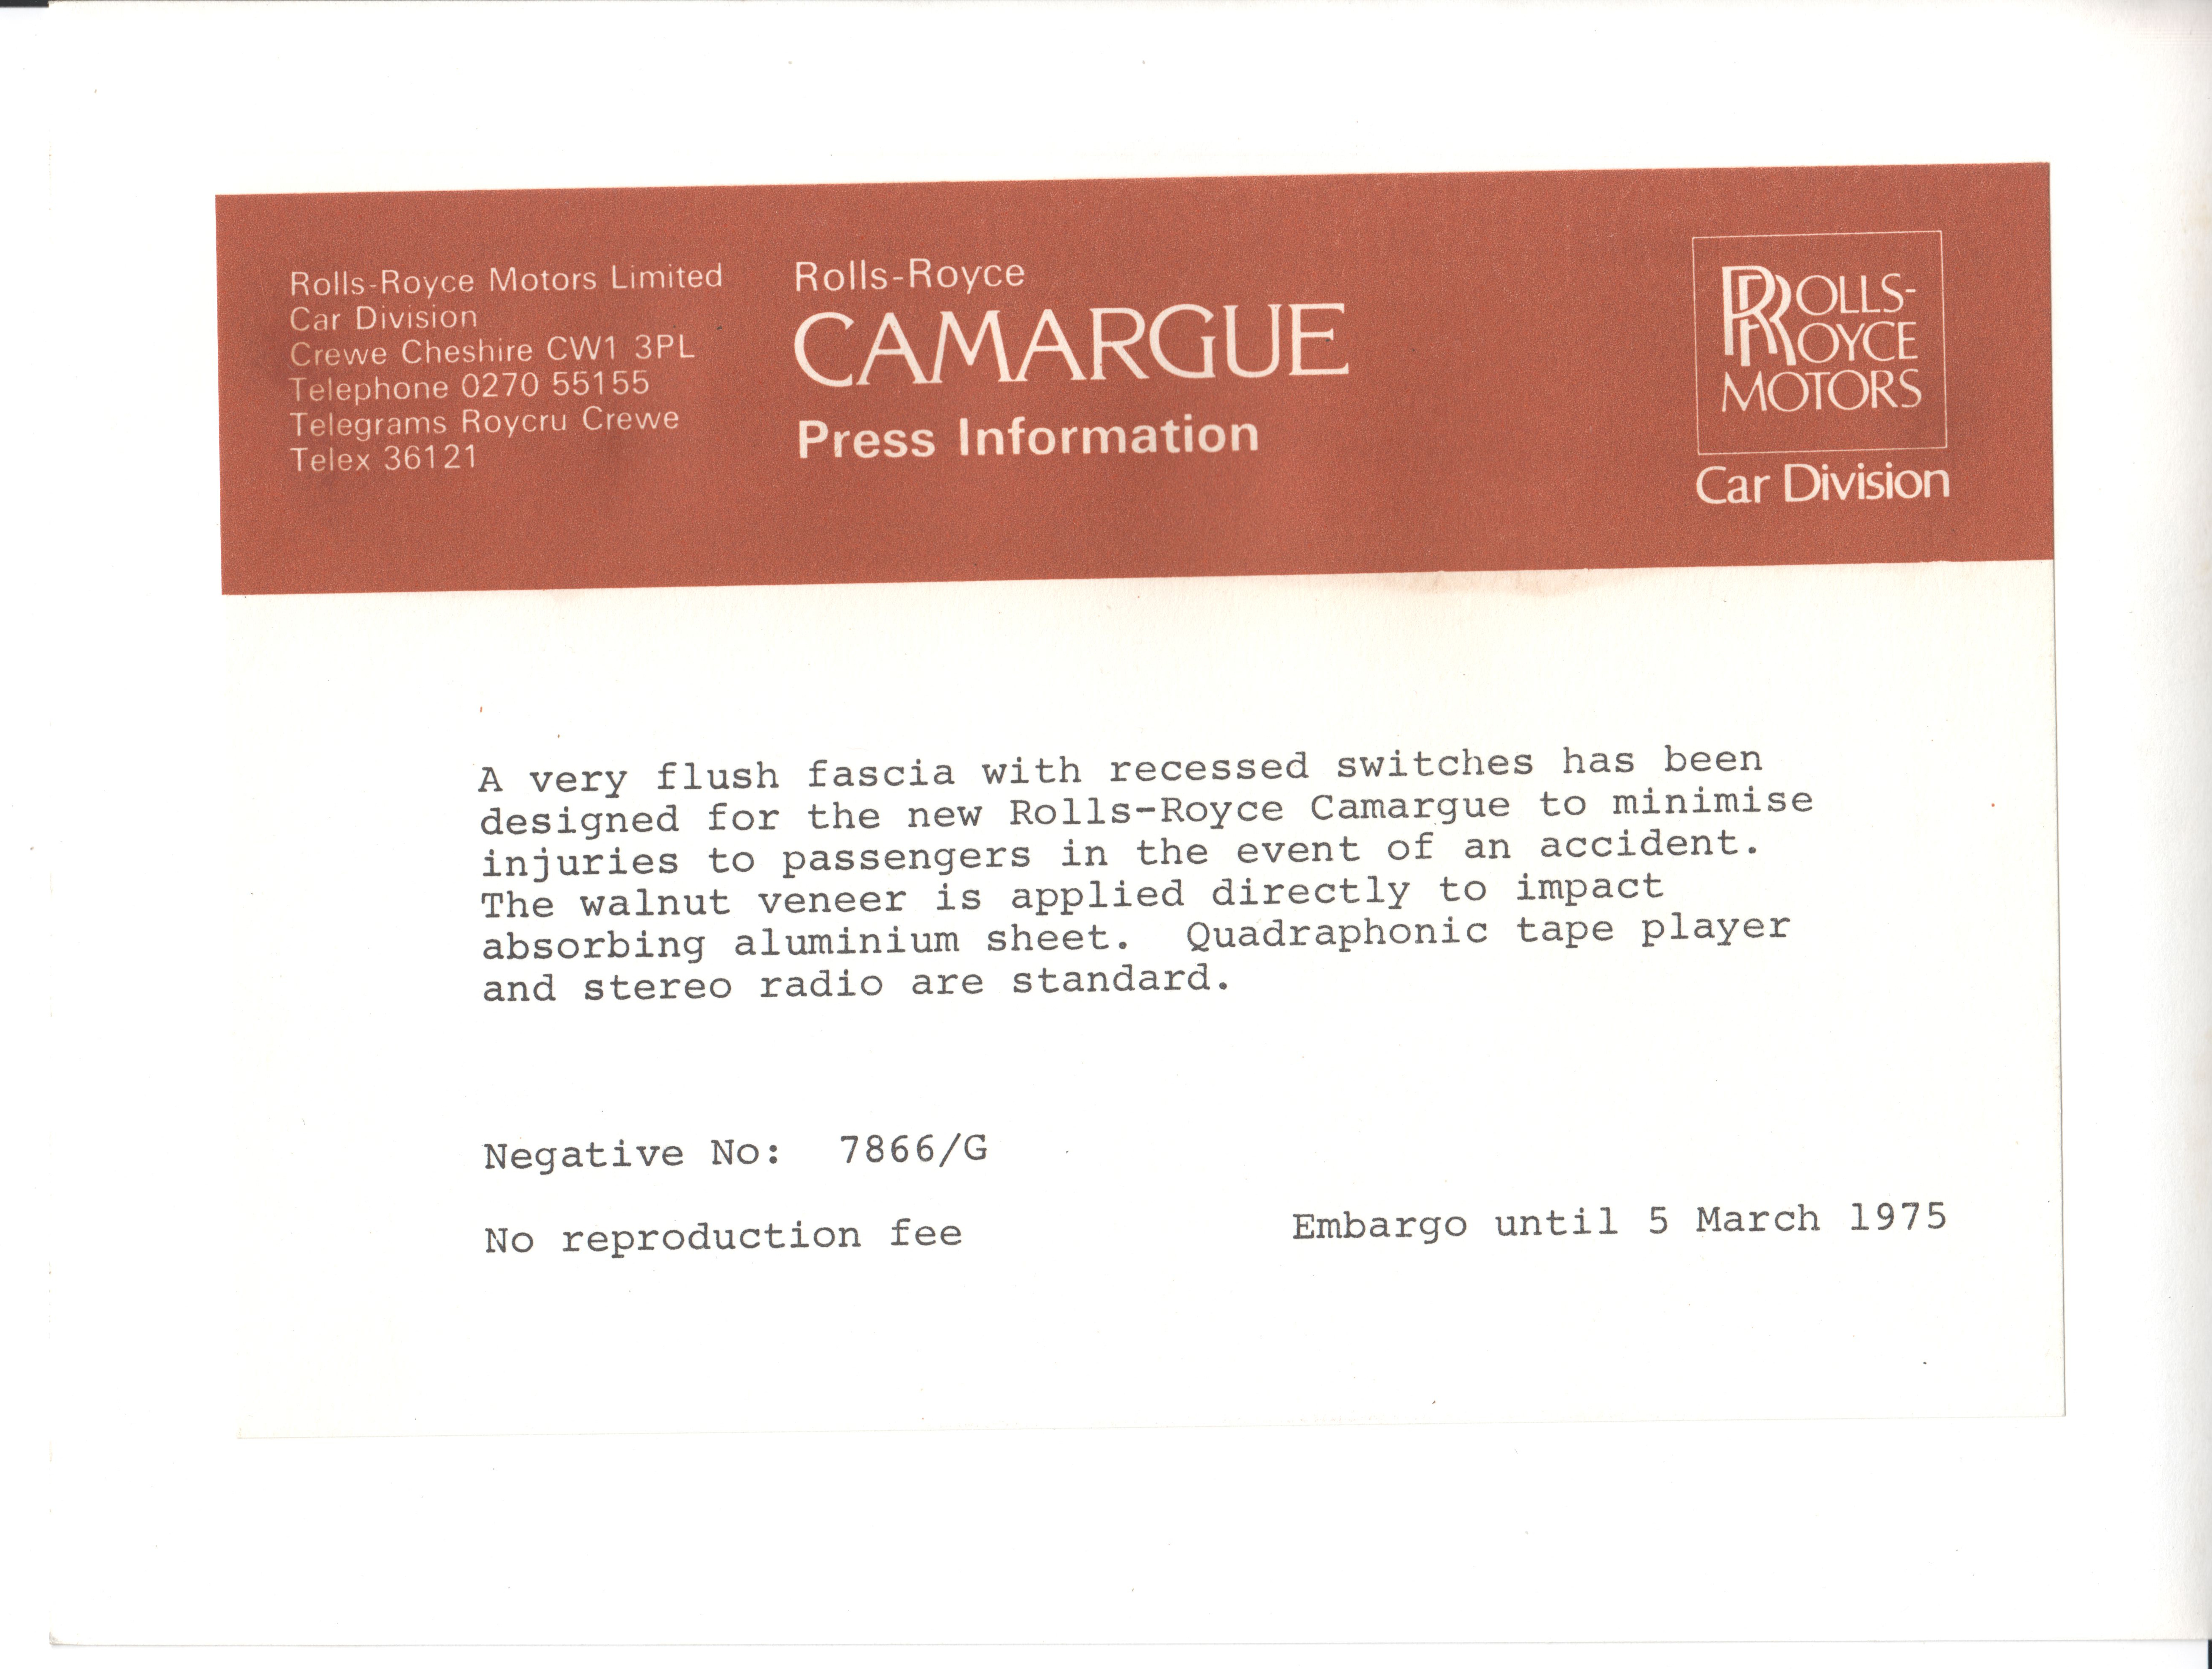 Rolls-Royce Motors Limited
Car Division
Crewe Cheshire CW1 3PL
Telephone 0270 55155
Telegrams Roycru Crewe
Telex 36121
Rolls-Royce
CAMARGUE
Press Information
ROLLS-
ROYCE
MOTORS
Car Division
A very flush fascia with recessed switches has been
designed for the new Rolls-Royce Camargue to minimise
injuries to passengers in the event of an accident.
The walnut veneer is applied directly to impact
absorbing aluminium sheet.  Quadraphonic tape player
and stereo radio are standard.
Negative No:  7866/G
No reproduction fee
Embargo until 5 March 1975